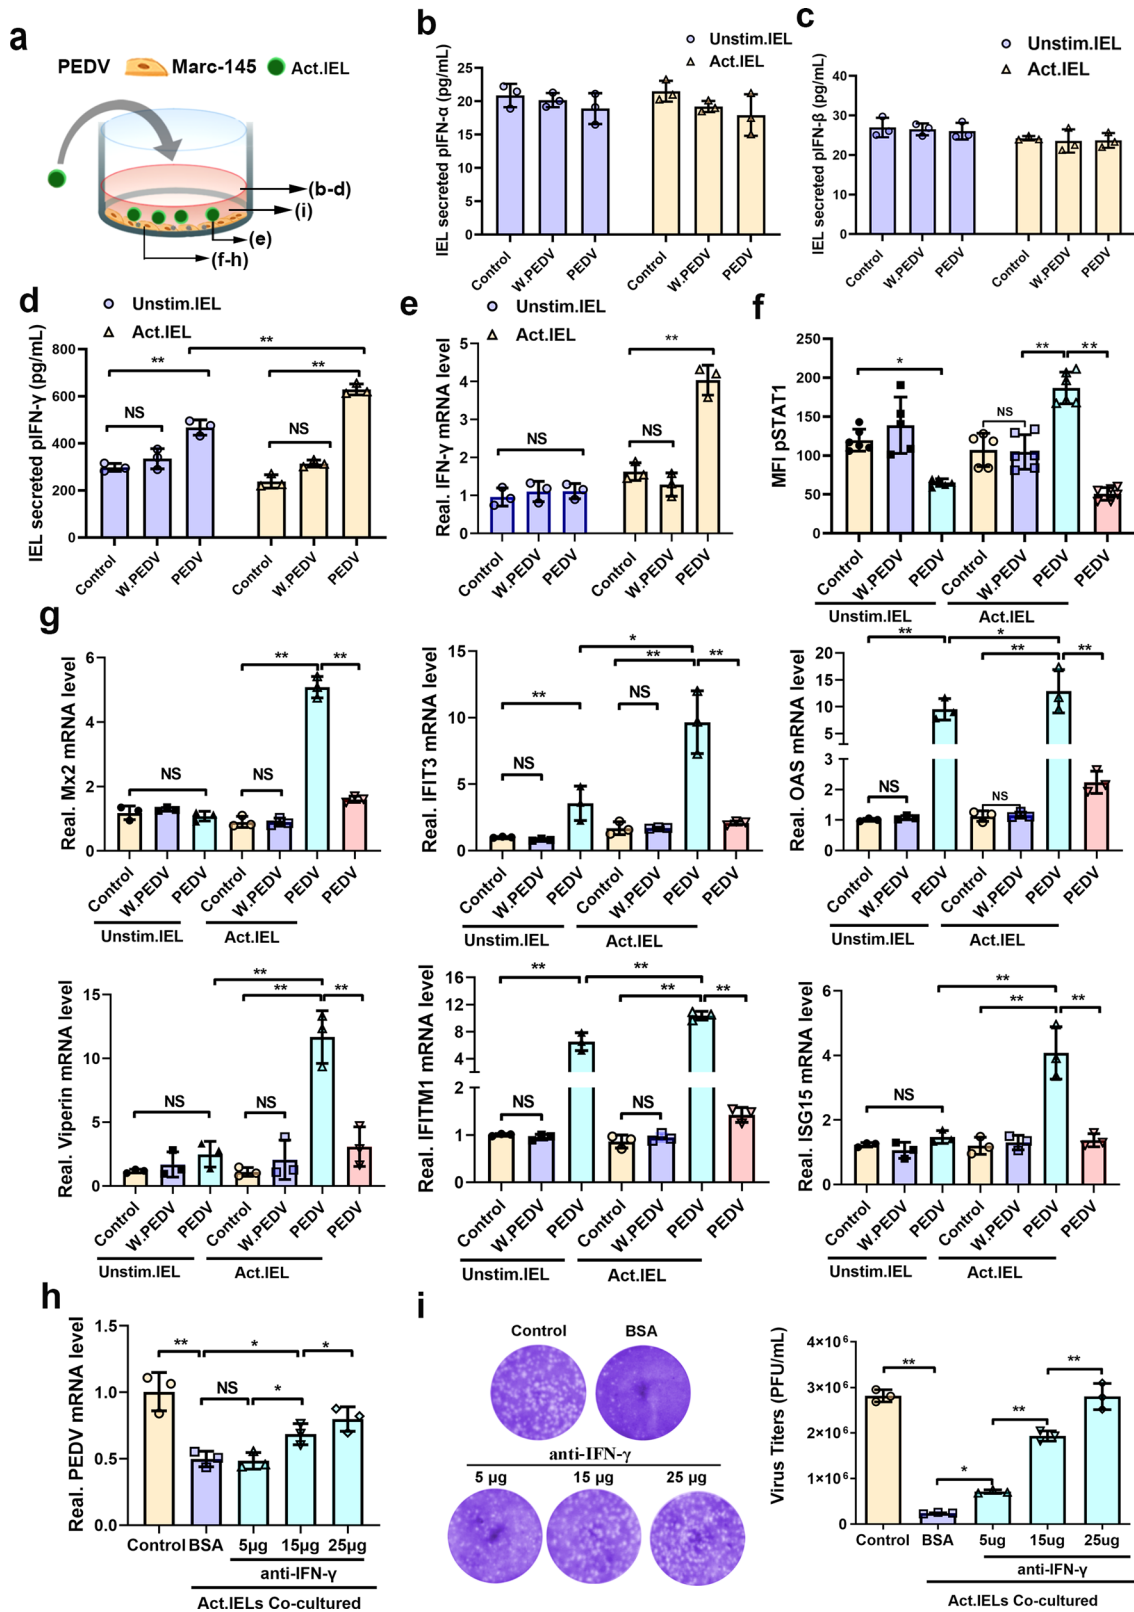 a
PEDV Marc-145 Act.IEL
(b-d)
(i)
(e)
(f-h)
b
Unstim.IEL
Act.IEL
IEL secreted pIFN-α (pg/mL)
25
20
15
10
5
0
Control W.PEDV PEDV Control W.PEDV PEDV
c
Unstim.IEL
Act.IEL
IEL secreted pIFN-β (pg/mL)
40
30
20
10
0
Control W.PEDV PEDV Control W.PEDV PEDV
d
Unstim.IEL
Act.IEL
IEL secreted pIFN-γ (pg/mL)
800
600
400
200
0
** ** **
NS NS
Control W.PEDV PEDV Control W.PEDV PEDV
e
Unstim.IEL
Act.IEL
Real. IFN-γ mRNA level
5
4
3
2
1
0
**
NS NS
Control W.PEDV PEDV Control W.PEDV PEDV
f
MFI pSTAT1
250
200
150
100
50
0
* ** **
NS
Control W.PEDV PEDV Control W.PEDV PEDV PEDV
Unstim.IEL Act.IEL
g
Real. Mx2 mRNA level
6
4
2
0
** **
NS NS
Control W.PEDV PEDV Control W.PEDV PEDV PEDV
Unstim.IEL Act.IEL
Real. IFIT3 mRNA level
15
10
5
0
*
** **
** NS
NS
Control W.PEDV PEDV Control W.PEDV PEDV PEDV
Unstim.IEL Act.IEL
Real. OAS mRNA level
20
15
10
5
3
2
1
0
** *
** **
NS NS
Control W.PEDV PEDV Control W.PEDV PEDV PEDV
Unstim.IEL Act.IEL
Real. Viperin mRNA level
15
10
5
0
**
** **
NS NS
Control W.PEDV PEDV Control W.PEDV PEDV PEDV
Unstim.IEL Act.IEL
Real. IFITM1 mRNA level
16
12
8
4
2
1
0
** **
** **
NS NS
Control W.PEDV PEDV Control W.PEDV PEDV PEDV
Unstim.IEL Act.IEL
Real. ISG15 mRNA level
6
4
2
0
**
** **
NS
Control W.PEDV PEDV Control W.PEDV PEDV PEDV
Unstim.IEL Act.IEL
h
Real. PEDV mRNA level
1.5
1.0
0.5
0.0
** * *
NS *
Control BSA 5µg 15µg 25µg
anti-IFN-γ
Act.IELs Co-cultured
i
Control BSA
anti-IFN-γ
5 µg 15 µg 25 µg
Virus Titers (PFU/mL)
4×10⁶
3×10⁶
2×10⁶
1×10⁶
0
** * ** **
Control BSA 5ug 15ug 25ug
anti-IFN-γ
Act.IELs Co-cultured